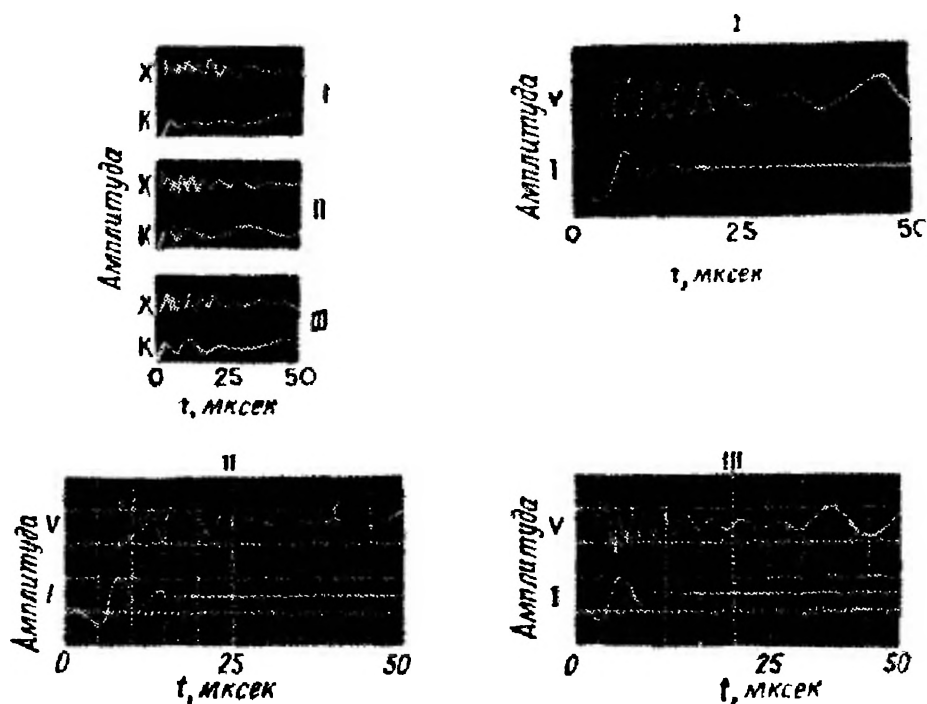 Амплитуда
X
K
I
X
K
II
X
K
III
0 25 50
t, мксек
I
Амплитуда
V
I
0 25 50
t, мксек
II
Амплитуда
V
I
0 25 50
t, мксек
III
Амплитуда
V
I
0 25 50
t, мксек